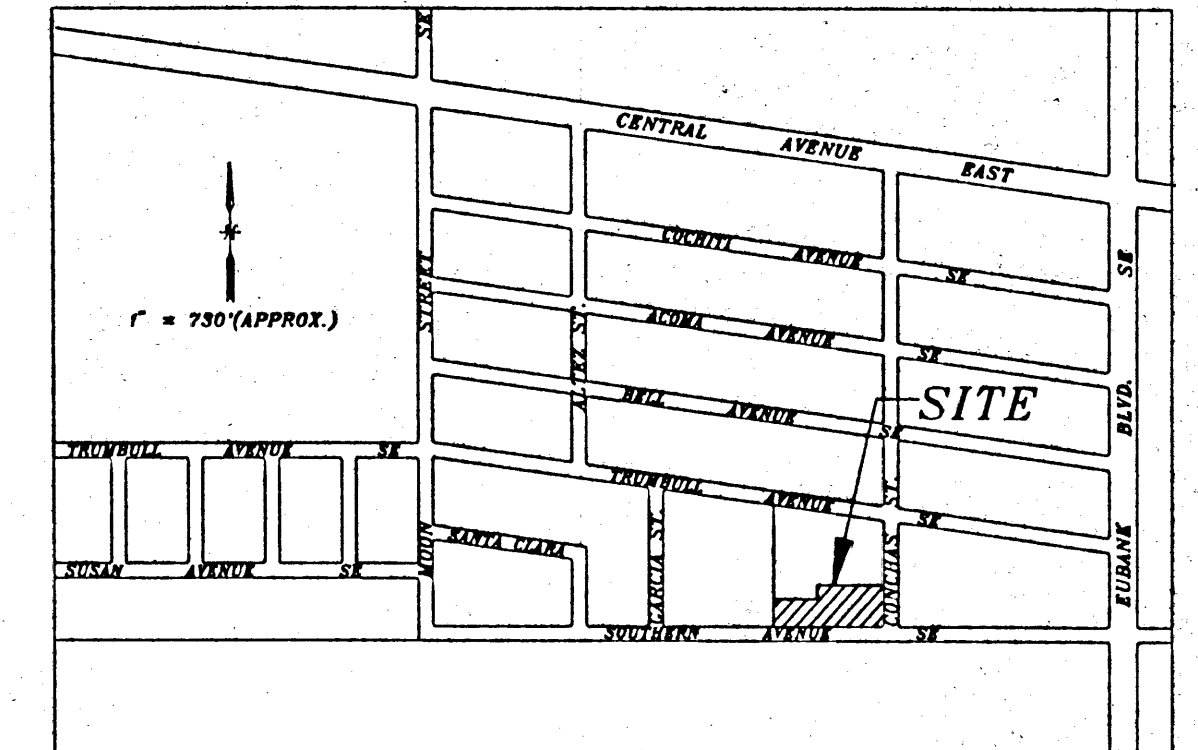 SE
CENTRAL AVENUE EAST
COCHITI AVENUE SE
SE
STREET
1" = 730'(APPROX.)
ALTEZ ST.
ACOMA AVENUE SE
BELL AVENUE SE
SITE
BLVD.
TRUMBULL AVENUE SE
TRUMBULL AVENUE SE
CONCHAS ST.
GARCIA ST.
MOON
SANTA CLARA
EUBANK
SUSAN AVENUE SE
SOUTHERN AVENUE SE